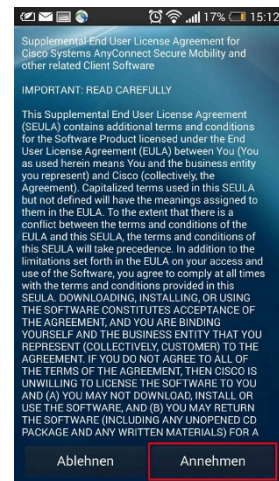 17% 15:12
Supplemental End User License Agreement for
Cisco Systems AnyConnect Secure Mobility and
other related Client Software
IMPORTANT: READ CAREFULLY
This Supplemental End User License Agreement
(SEULA) contains additional terms and conditions
for the Software Product licensed under the End
User License Agreement (EULA) between You (You
as used herein means You and the business entity
you represent) and Cisco (collectively, the
Agreement). Capitalized terms used in this SEULA
but not defined will have the meanings assigned to
them in the EULA. To the extent that there is a
conflict between the terms and conditions of the
EULA and this SEULA, the terms and conditions of
this SEULA will take precedence. In addition to the
limitations set forth in the EULA on your access and
use of the Software, you agree to comply at all times
with the terms and conditions provided in this
SEULA. DOWNLOADING, INSTALLING, OR USING
THE SOFTWARE CONSTITUTES ACCEPTANCE OF
THE AGREEMENT, AND YOU ARE BINDING
YOURSELF AND THE BUSINESS ENTITY THAT YOU
REPRESENT (COLLECTIVELY, CUSTOMER) TO THE
AGREEMENT. IF YOU DO NOT AGREE TO ALL OF
THE TERMS OF THE AGREEMENT, THEN CISCO IS
UNWILLING TO LICENSE THE SOFTWARE TO YOU
AND (A) YOU MAY NOT DOWNLOAD, INSTALL OR
USE THE SOFTWARE, AND (B) YOU MAY RETURN
THE SOFTWARE (INCLUDING ANY UNOPENED CD
PACKAGE AND ANY WRITTEN MATERIALS) FOR A
Ablehnen Annehmen